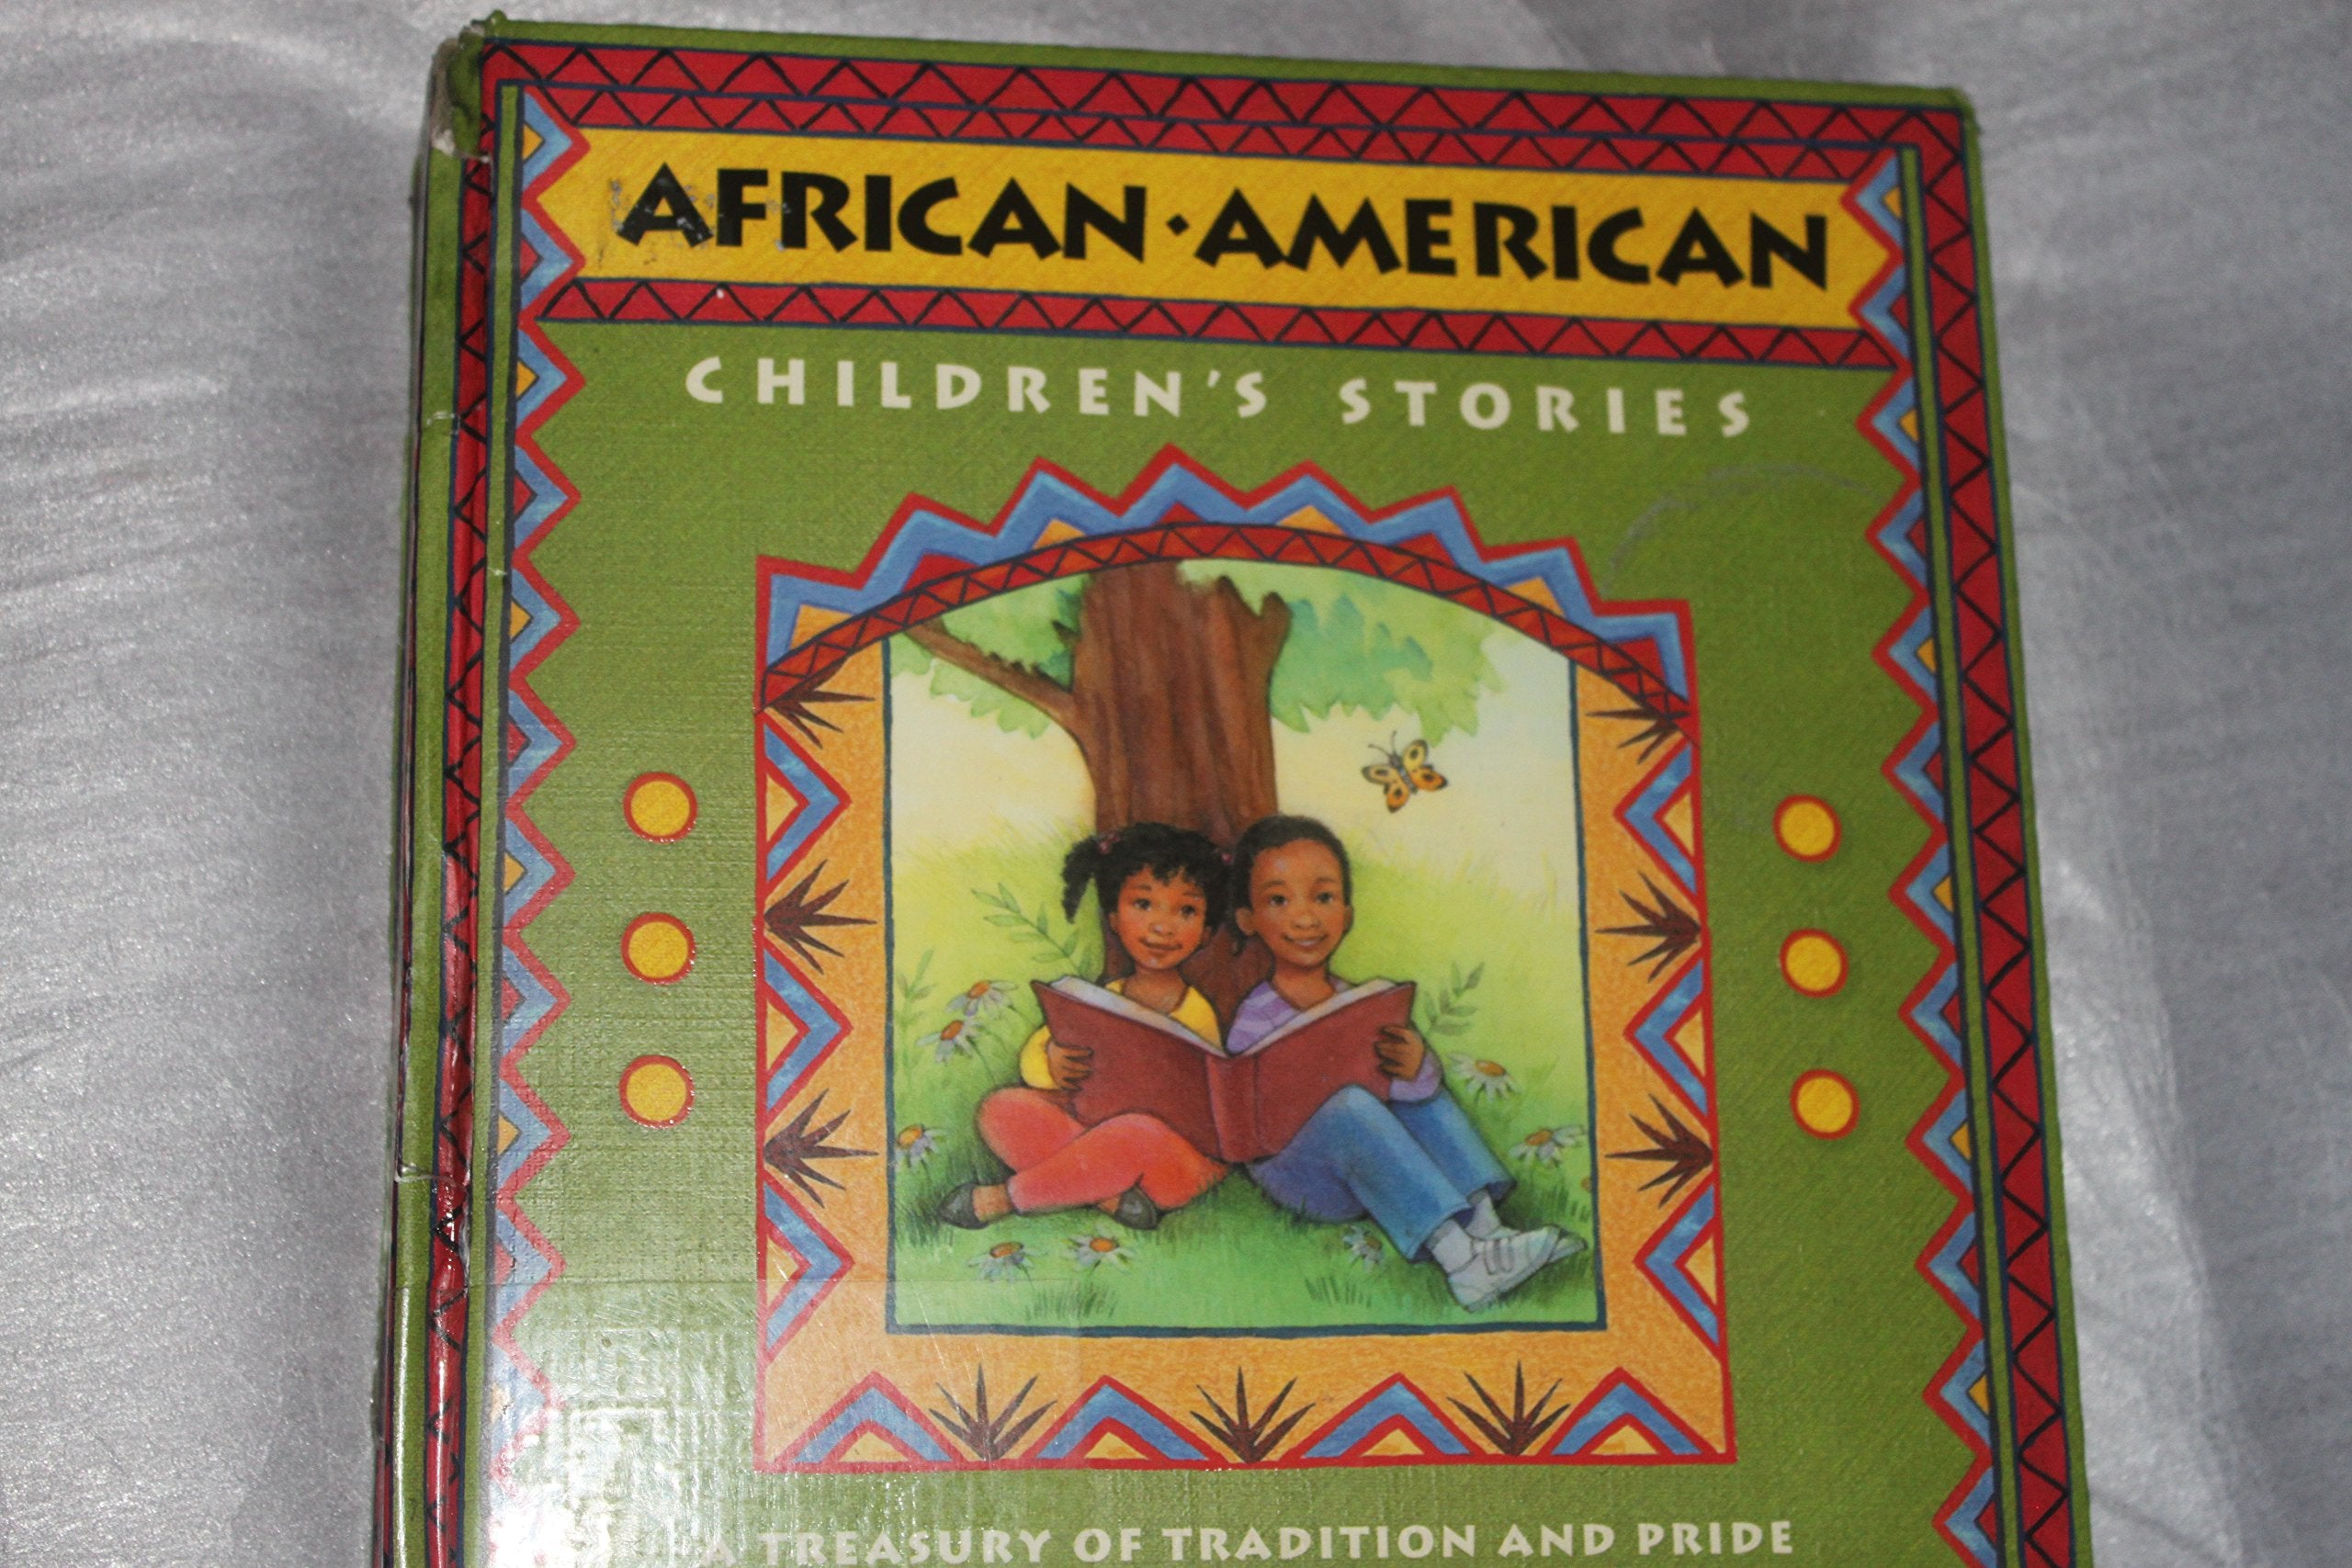 AFRICAN·AMERICAN
CHILDREN'S STORIES
A TREASURY OF TRADITION AND PRIDE